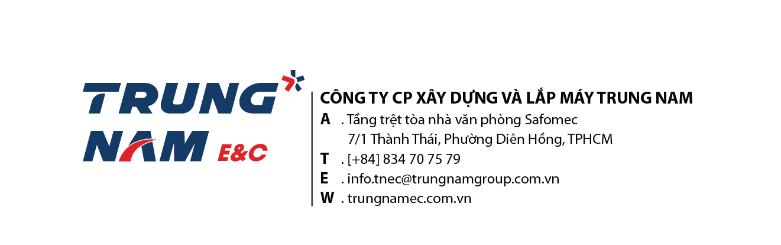 TRUNG
NAM E&C
CÔNG TY CP XÂY DỰNG VÀ LẮP MÁY TRUNG NAM
A . Tầng trệt tòa nhà văn phòng Safomec
7/1 Thành Thái, Phường Diên Hồng, TPHCM
T . [+84] 834 70 75 79
E . info.tnec@trungnamgroup.com.vn
W . trungnamec.com.vn